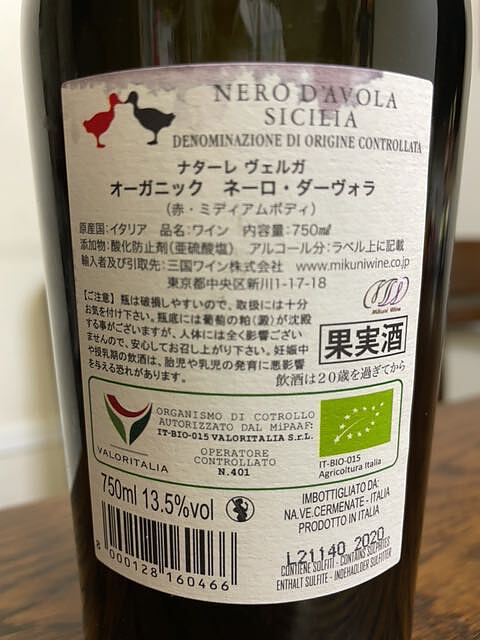 NERO D'AVOLA
SICILIA
DENOMINAZIONE DI ORIGINE CONTROLLATA
ナターレ ヴェルガ
オーガニック ネーロ・ダーヴォラ
（赤・ミディアムボディ）
原産国：イタリア 品名：ワイン 内容量：750㎖
添加物：酸化防止剤（亜硫酸塩） アルコール分：ラベル上に記載
輸入者及び引取先：三国ワイン株式会社 www.mikuniwine.co.jp
東京都中央区新川1-17-18
【ご注意】瓶は破損しやすいので、取扱には十分
お気を付け下さい。瓶底には葡萄の粕（澱）が沈殿
する事がございますが、人体には全く影響ござい
ませんので、安心してお召し上がり下さい。妊娠中
や授乳期の飲酒は、胎児や乳児の発育に悪影響
を与える恐れがあります。
Mikuni Wine
果実酒
飲酒は20歳を過ぎてから
VALORITALIA
ORGANISMO DI COTROLLO
AUTORIZZATO DAL MiPAAF:
IT-BIO-015 VALORITALIA S.r.L.
OPERATORE
CONTROLLATO
N.401
IT-BIO-015
Agricoltura Italia
750ml 13.5%vol
8 000128 160466
IMBOTTIGLIATO DA:
NA.VE.CERMENATE - ITALIA
PRODOTTO IN ITALIA
L21140 2020
CONTIENE SOLFITI - CONTAINS SULPHITES
ENTHALT SULFITE - INDEHOLDER SULFITTER